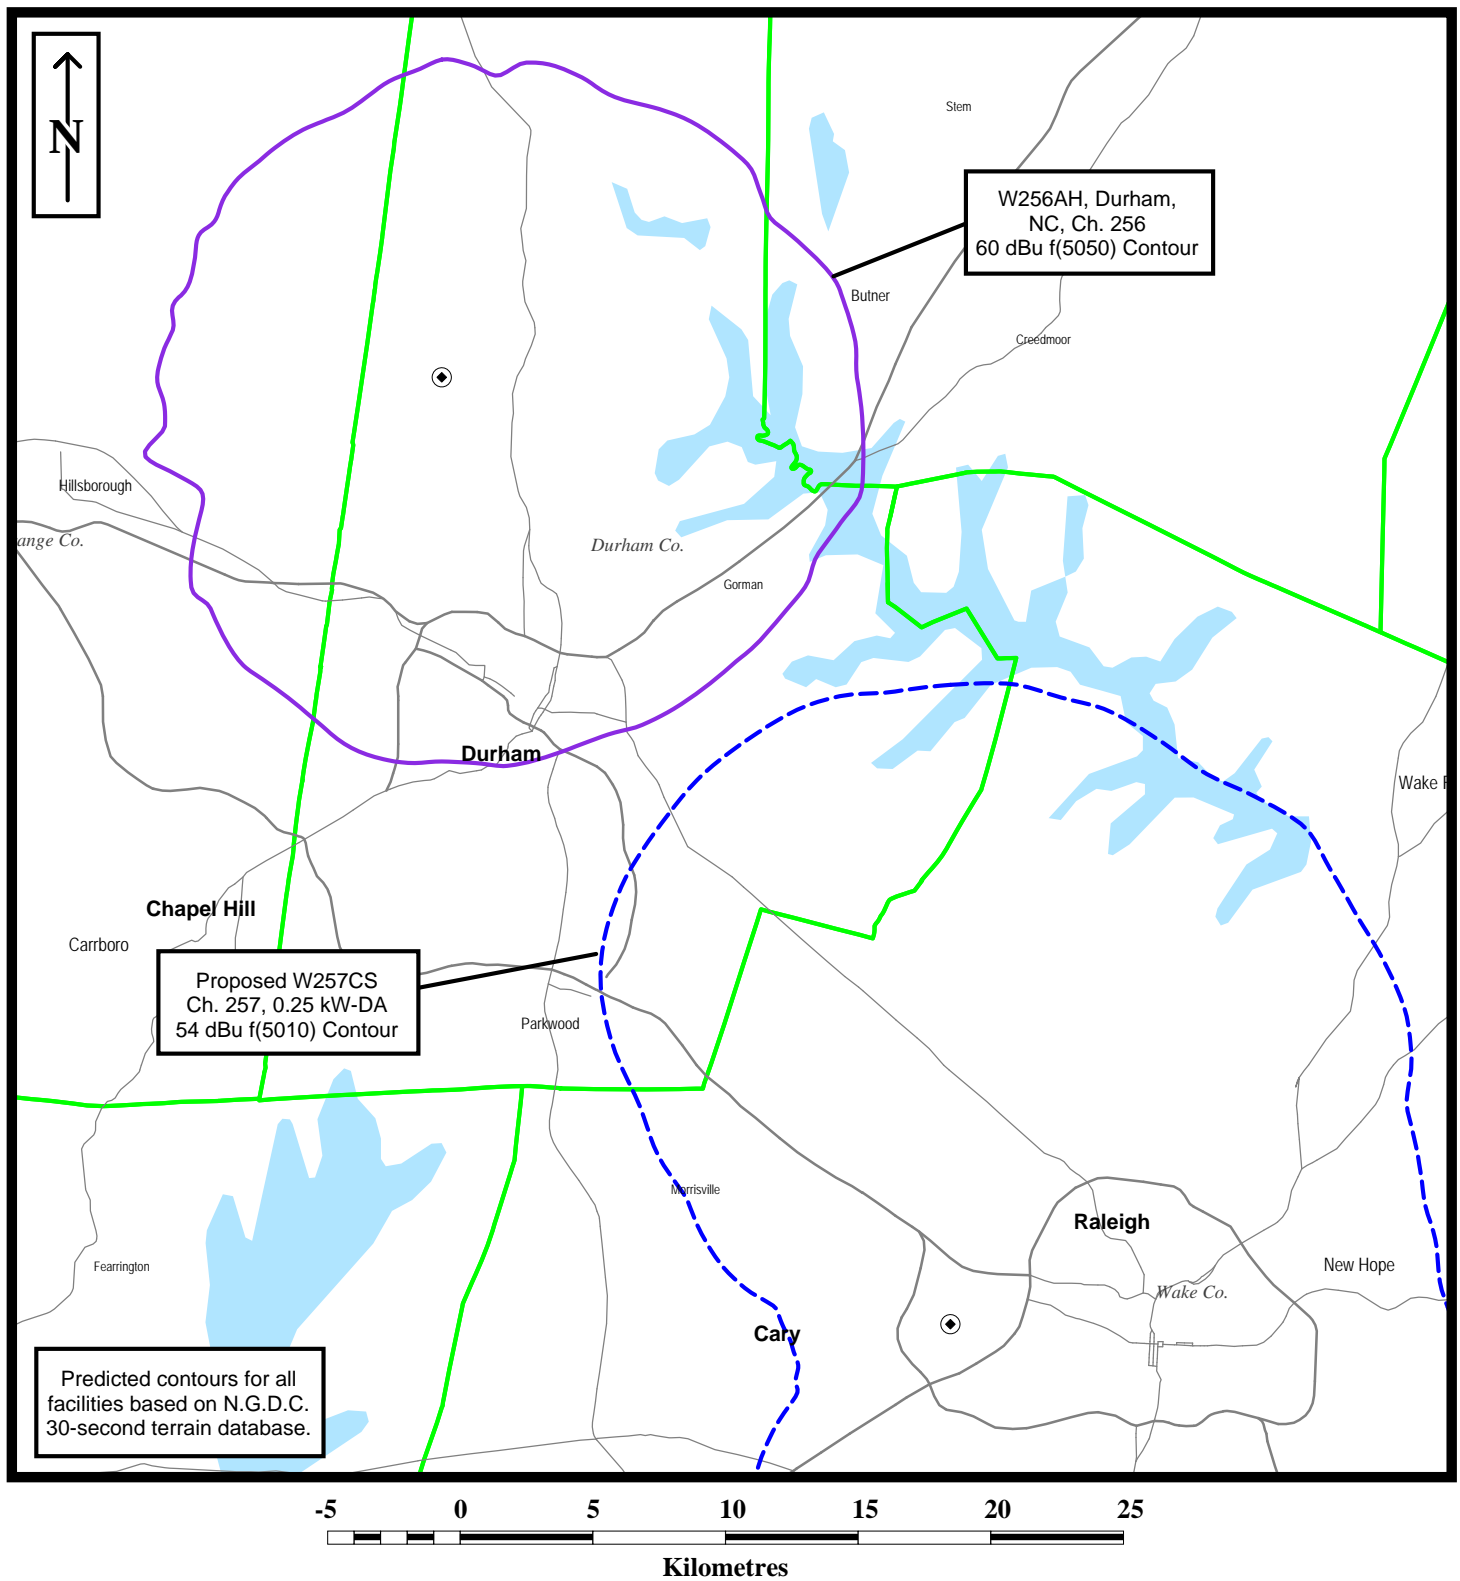 N
Stem
W256AH, Durham,
NC, Ch. 256
60 dBu f(5050) Contour
Butner
Creedmoor
Hillsborough
ange Co.
Durham Co.
Gorman
Durham
Wake F
Chapel Hill
Carrboro
Proposed W257CS
Ch. 257, 0.25 kW-DA
54 dBu f(5010) Contour
Parkwood
Morrisville
Raleigh
Fearrington
New Hope
Wake Co.
Cary
Predicted contours for all
facilities based on N.G.D.C.
30-second terrain database.
-5 0 5 10 15 20 25
Kilometres